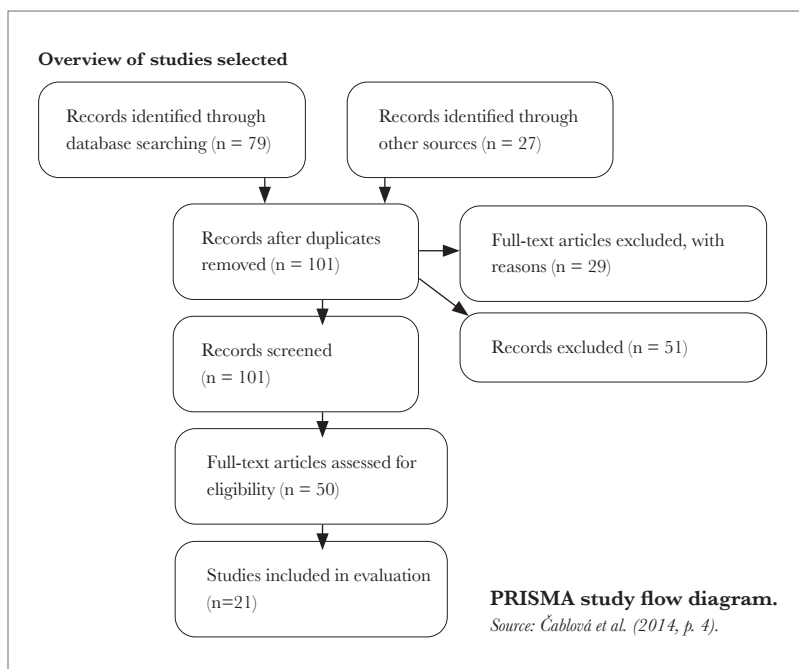 Overview of studies selected
Records identified through
database searching (n = 79)
Records identified through
other sources (n = 27)
Records after duplicates
removed (n = 101)
Full-text articles excluded, with
reasons (n = 29)
Records excluded (n = 51)
Records screened
(n = 101)
Full-text articles assessed for
eligibility (n = 50)
Studies included in evaluation
(n=21)
PRISMA study flow diagram.
Source: Čablová et al. (2014, p. 4).